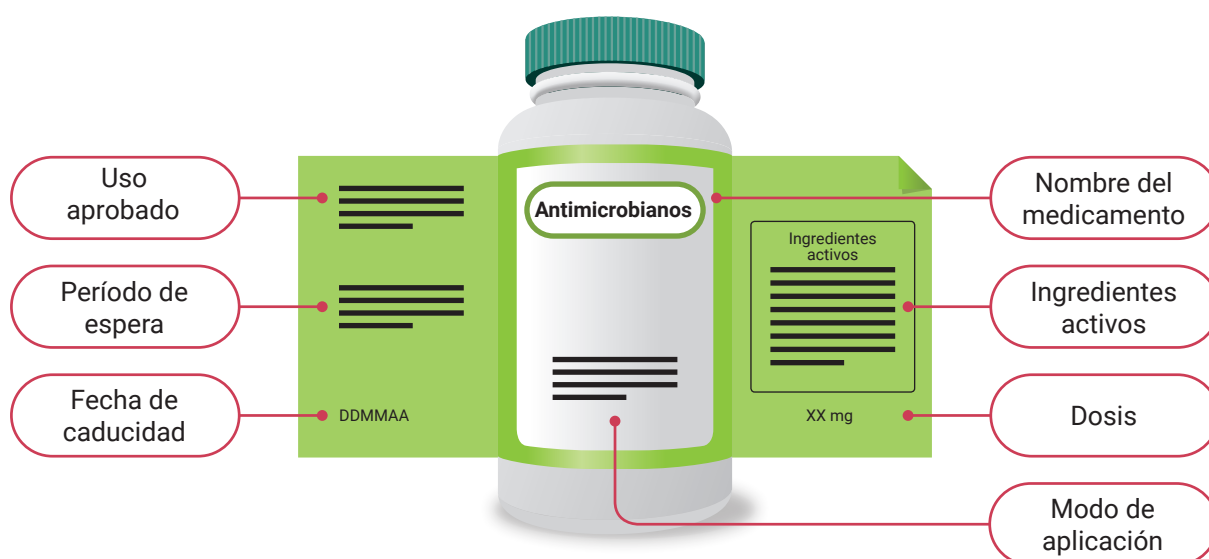 Uso
aprobado
Período de
espera
Fecha de
caducidad
DDMMAA
Antimicrobianos
Ingredientes
activos
XX mg
Nombre del
medicamento
Ingredientes
activos
Dosis
Modo de
aplicación